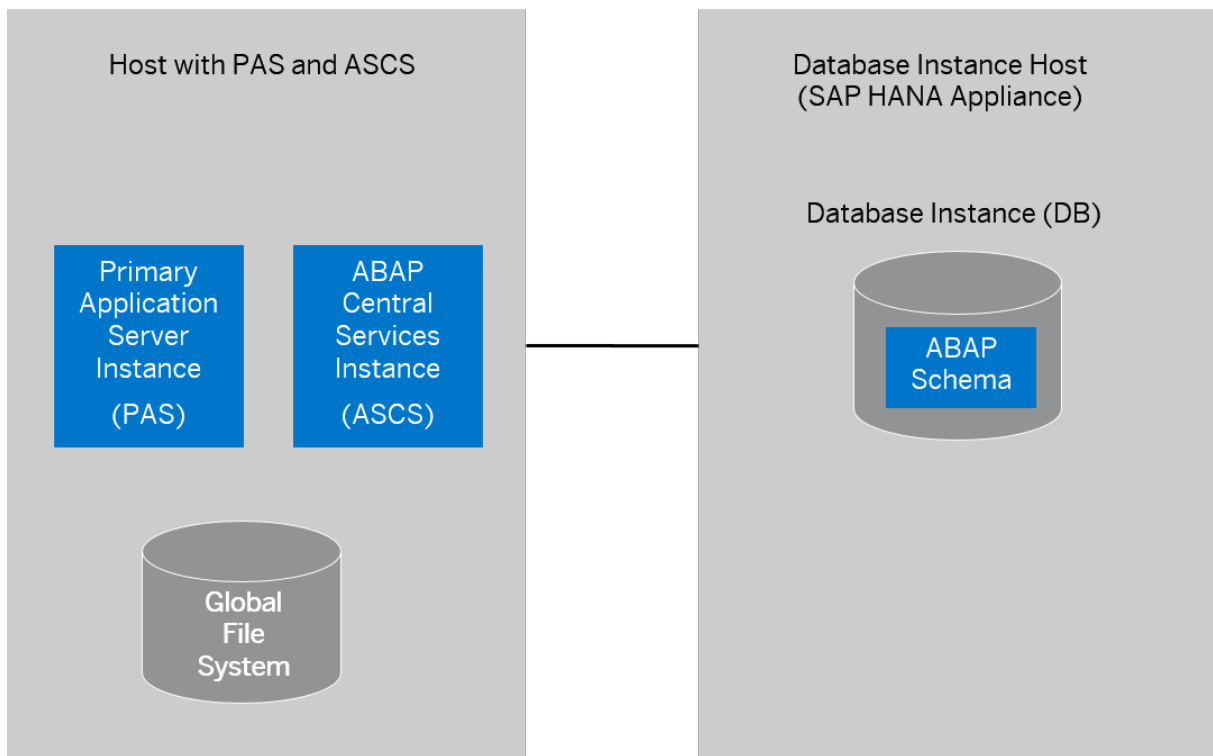 Host with PAS and ASCS
Primary
Application
Server
Instance
(PAS)
ABAP
Central
Services
Instance
(ASCS)
Global
File
System
Database Instance Host
(SAP HANA Appliance)
Database Instance (DB)
ABAP
Schema